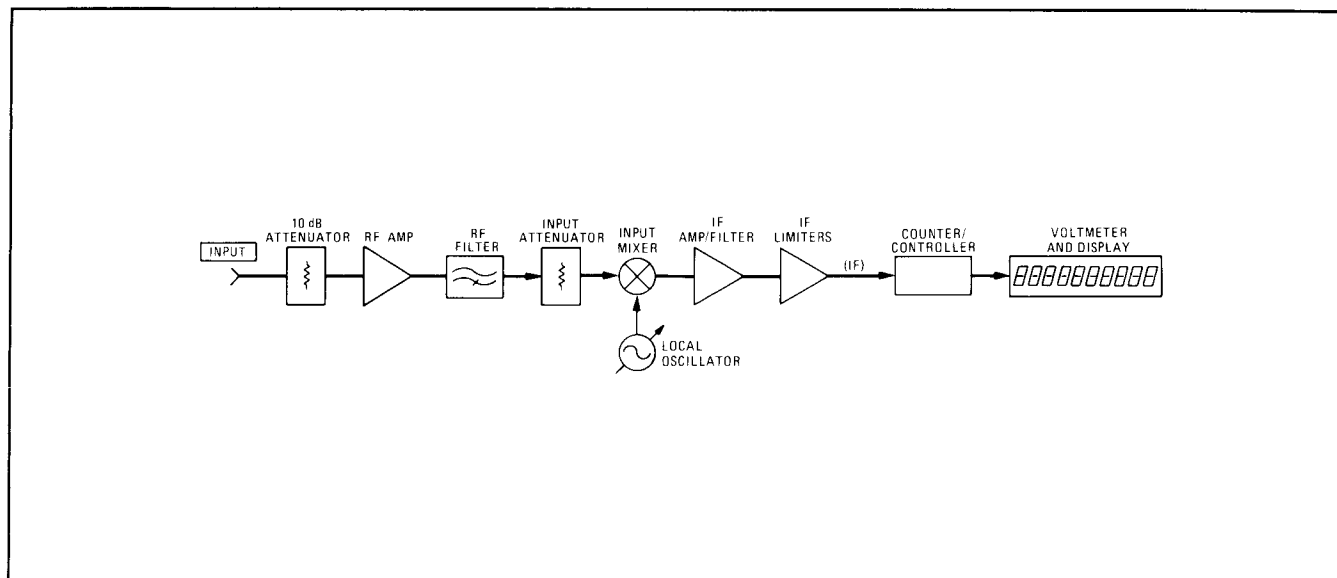 INPUT
10 dB
ATTENUATOR
RF AMP
RF
FILTER
INPUT
ATTENUATOR
INPUT
MIXER
LOCAL
OSCILLATOR
IF
AMP/FILTER
IF
LIMITERS
(IF)
COUNTER/
CONTROLLER
VOLTMETER
AND DISPLAY
8888888888